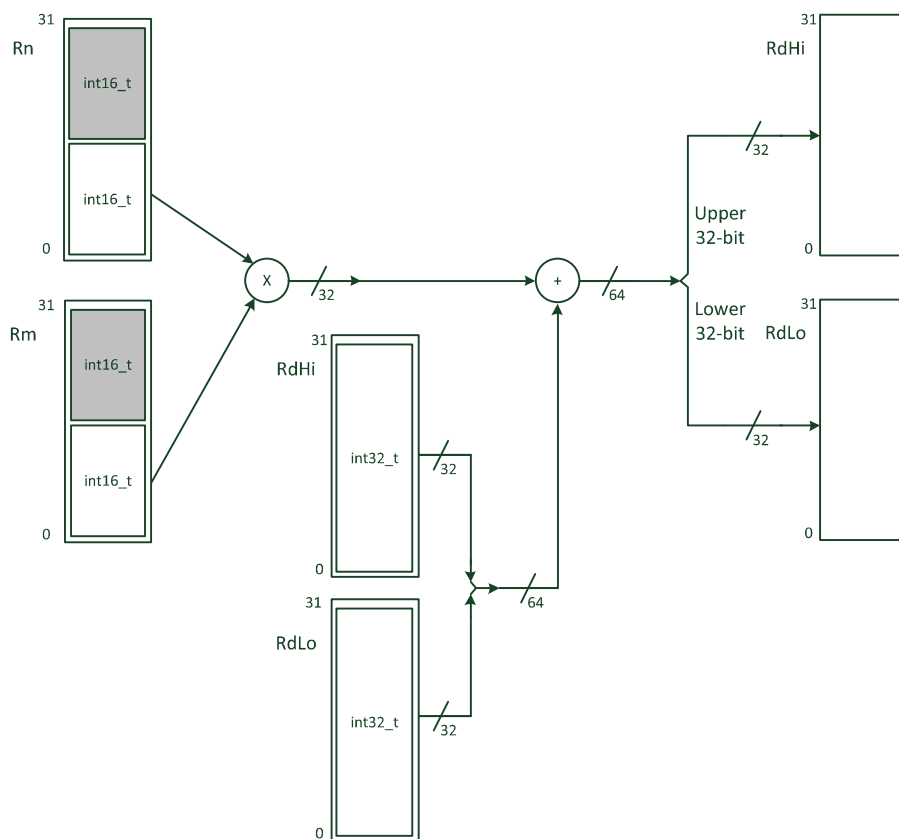 31
Rn
int16_t
int16_t
0
31
Rm
int16_t
int16_t
0
X
32
31
RdHi
int32_t
32
0
31
RdLo
int32_t
32
0
64
+
64
Upper
32-bit
Lower
32-bit
32
31
RdHi
0
32
31
RdLo
0